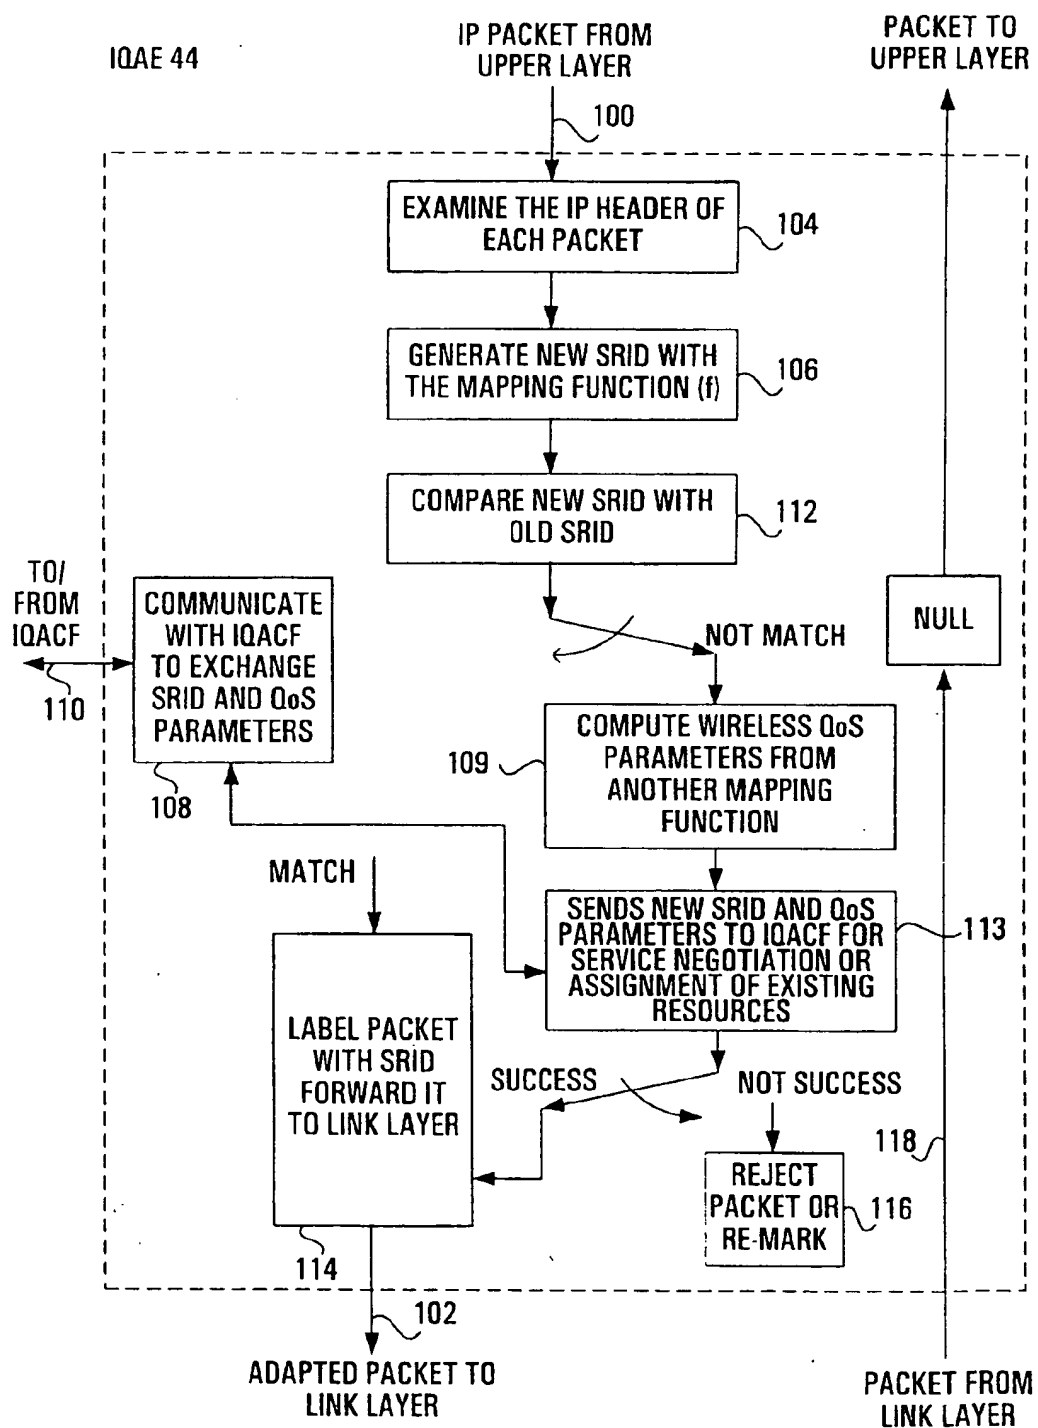 IQAE 44
IP PACKET FROM
UPPER LAYER
PACKET TO
UPPER LAYER
100
EXAMINE THE IP HEADER OF
EACH PACKET
104
GENERATE NEW SRID WITH
THE MAPPING FUNCTION (f)
106
COMPARE NEW SRID WITH
OLD SRID
112
TO/
FROM
IQACF
110
COMMUNICATE
WITH IQACF
TO EXCHANGE
SRID AND QoS
PARAMETERS
108
NOT MATCH
NULL
COMPUTE WIRELESS QoS
PARAMETERS FROM
ANOTHER MAPPING
FUNCTION
109
MATCH
SENDS NEW SRID AND QoS
PARAMETERS TO IQACF FOR
SERVICE NEGOTIATION OR
ASSIGNMENT OF EXISTING
RESOURCES
113
LABEL PACKET
WITH SRID
FORWARD IT
TO LINK LAYER
114
SUCCESS
NOT SUCCESS
REJECT
PACKET OR
RE-MARK
116
118
102
ADAPTED PACKET TO
LINK LAYER
PACKET FROM
LINK LAYER